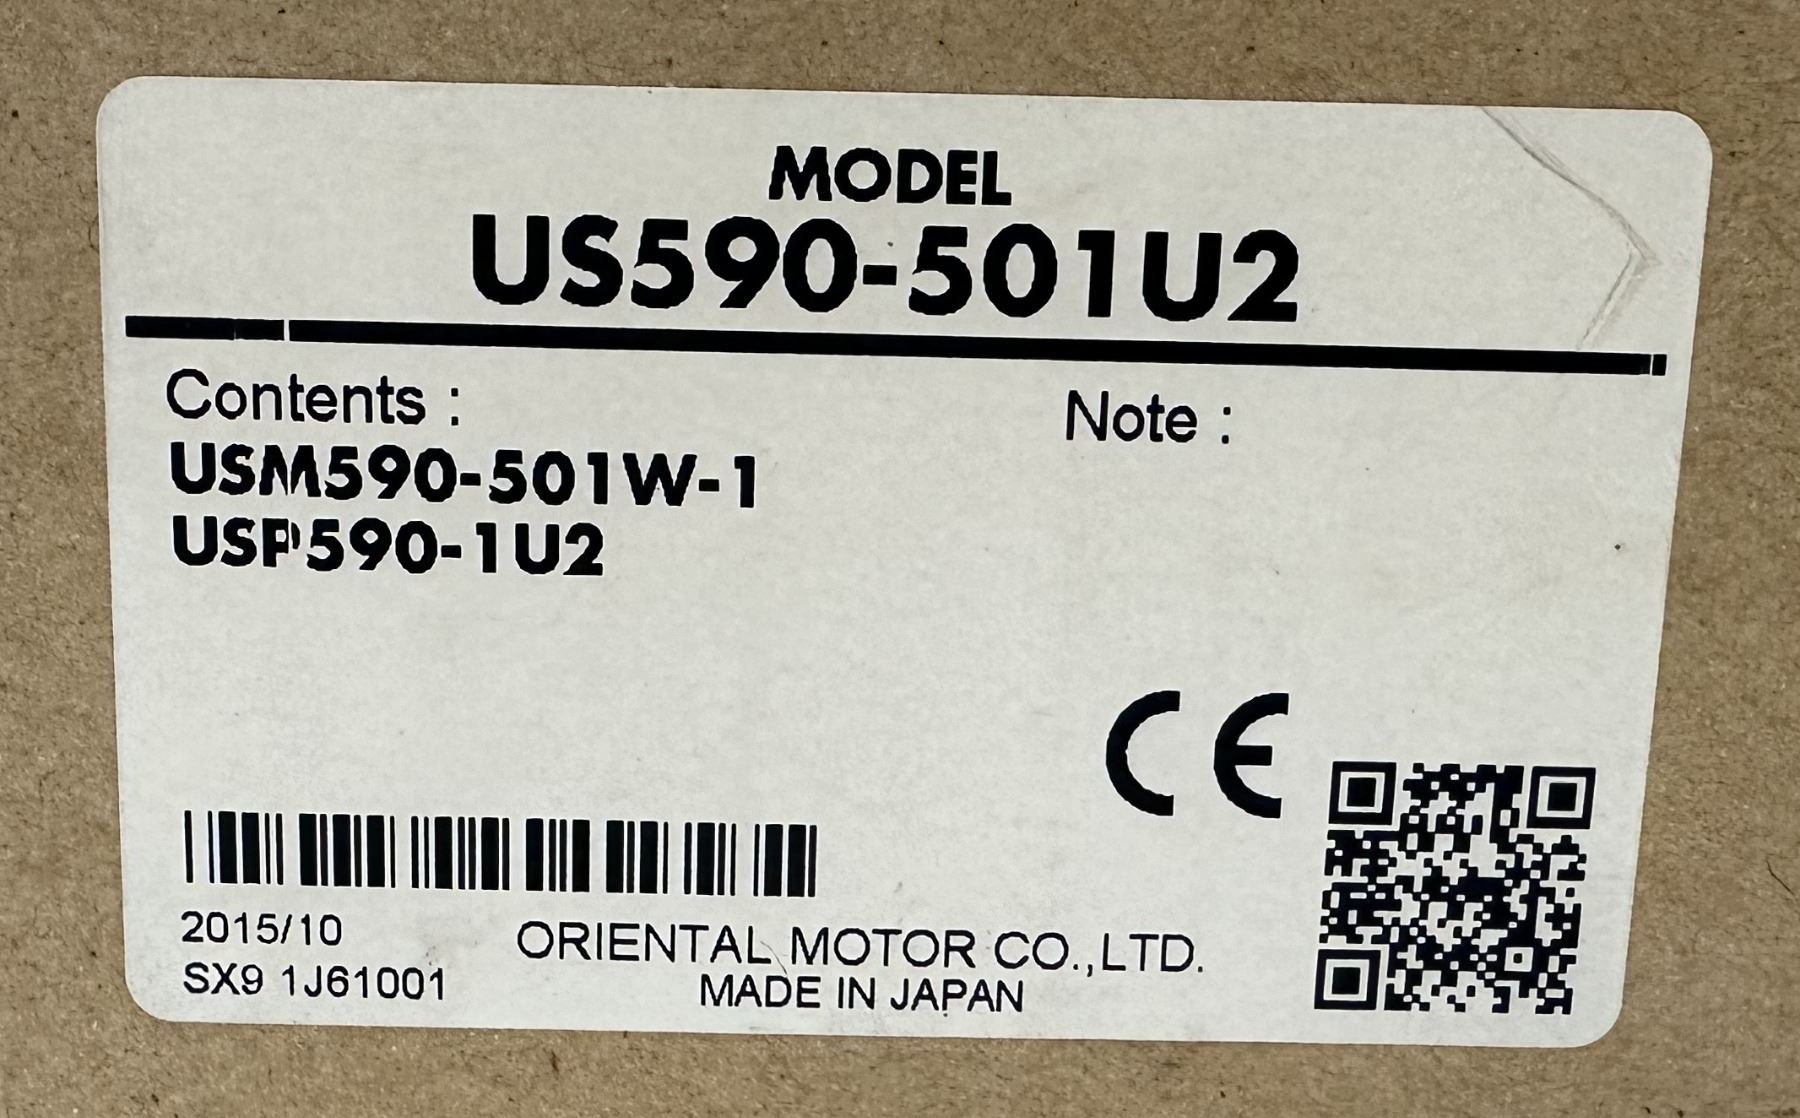 MODEL
US590-501U2
Contents :
Note :
USM590-501W-1
USP590-1U2
CE
2015/10
SX9 1J61001
ORIENTAL MOTOR CO.,LTD.
MADE IN JAPAN